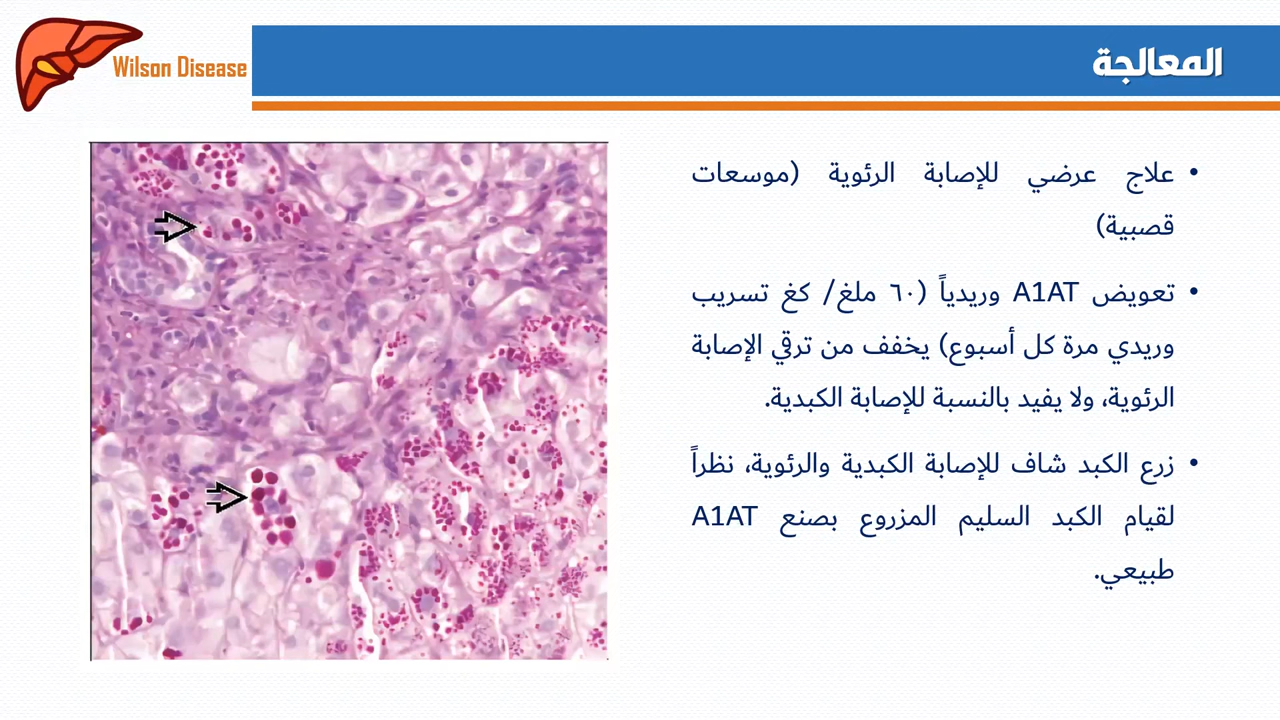 Wilson Disease
المعالجة
• علاج عرضي للإصابة الرئوية (موسعات
قصبية)
• تعويض A1AT وريدياً (٦٠ ملغ/ كغ تسريب
وريدي مرة كل أسبوع) يخفف من ترقي الإصابة
الرئوية، ولا يفيد بالنسبة للإصابة الكبدية.
• زرع الكبد شاف للإصابة الكبدية والرئوية، نظراً
لقيام الكبد السليم المزروع بصنع A1AT
طبيعي.